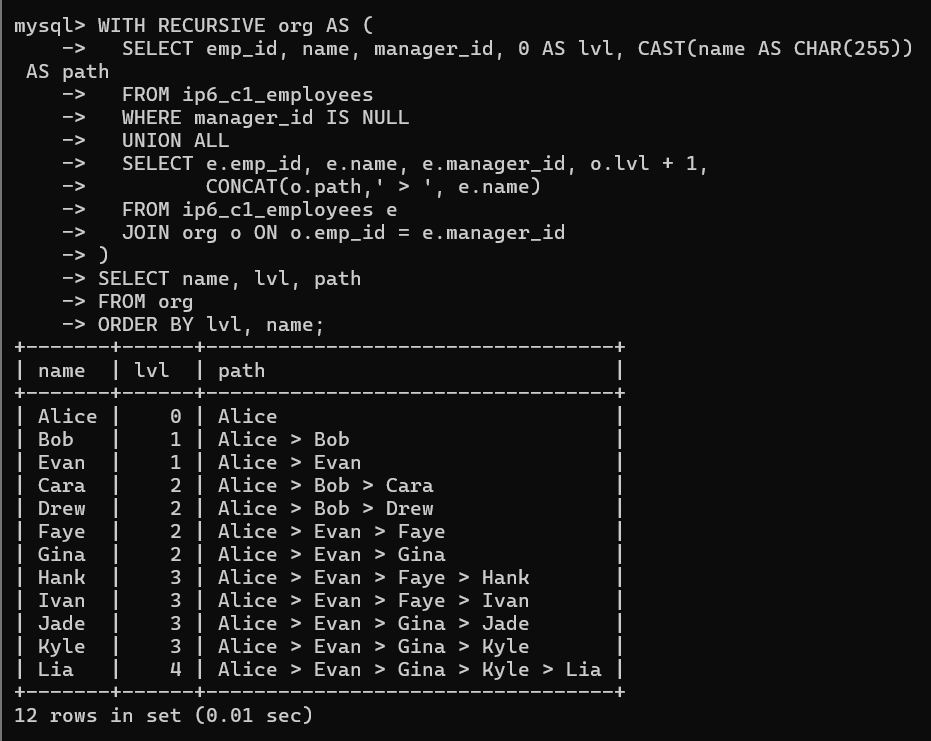 mysql> WITH RECURSIVE org AS (
    ->   SELECT emp_id, name, manager_id, 0 AS lvl, CAST(name AS CHAR(255))
 AS path
    ->   FROM ip6_c1_employees
    ->   WHERE manager_id IS NULL
    ->   UNION ALL
    ->   SELECT e.emp_id, e.name, e.manager_id, o.lvl + 1,
    ->          CONCAT(o.path,' > ', e.name)
    ->   FROM ip6_c1_employees e
    ->   JOIN org o ON o.emp_id = e.manager_id
    -> )
    -> SELECT name, lvl, path
    -> FROM org
    -> ORDER BY lvl, name;
+-------+------+----------------------------------+
| name  | lvl  | path                             |
+-------+------+----------------------------------+
| Alice |    0 | Alice                            |
| Bob   |    1 | Alice > Bob                      |
| Evan  |    1 | Alice > Evan                     |
| Cara  |    2 | Alice > Bob > Cara               |
| Drew  |    2 | Alice > Bob > Drew               |
| Faye  |    2 | Alice > Evan > Faye              |
| Gina  |    2 | Alice > Evan > Gina              |
| Hank  |    3 | Alice > Evan > Faye > Hank       |
| Ivan  |    3 | Alice > Evan > Faye > Ivan       |
| Jade  |    3 | Alice > Evan > Gina > Jade       |
| Kyle  |    3 | Alice > Evan > Gina > Kyle       |
| Lia   |    4 | Alice > Evan > Gina > Kyle > Lia |
+-------+------+----------------------------------+
12 rows in set (0.01 sec)